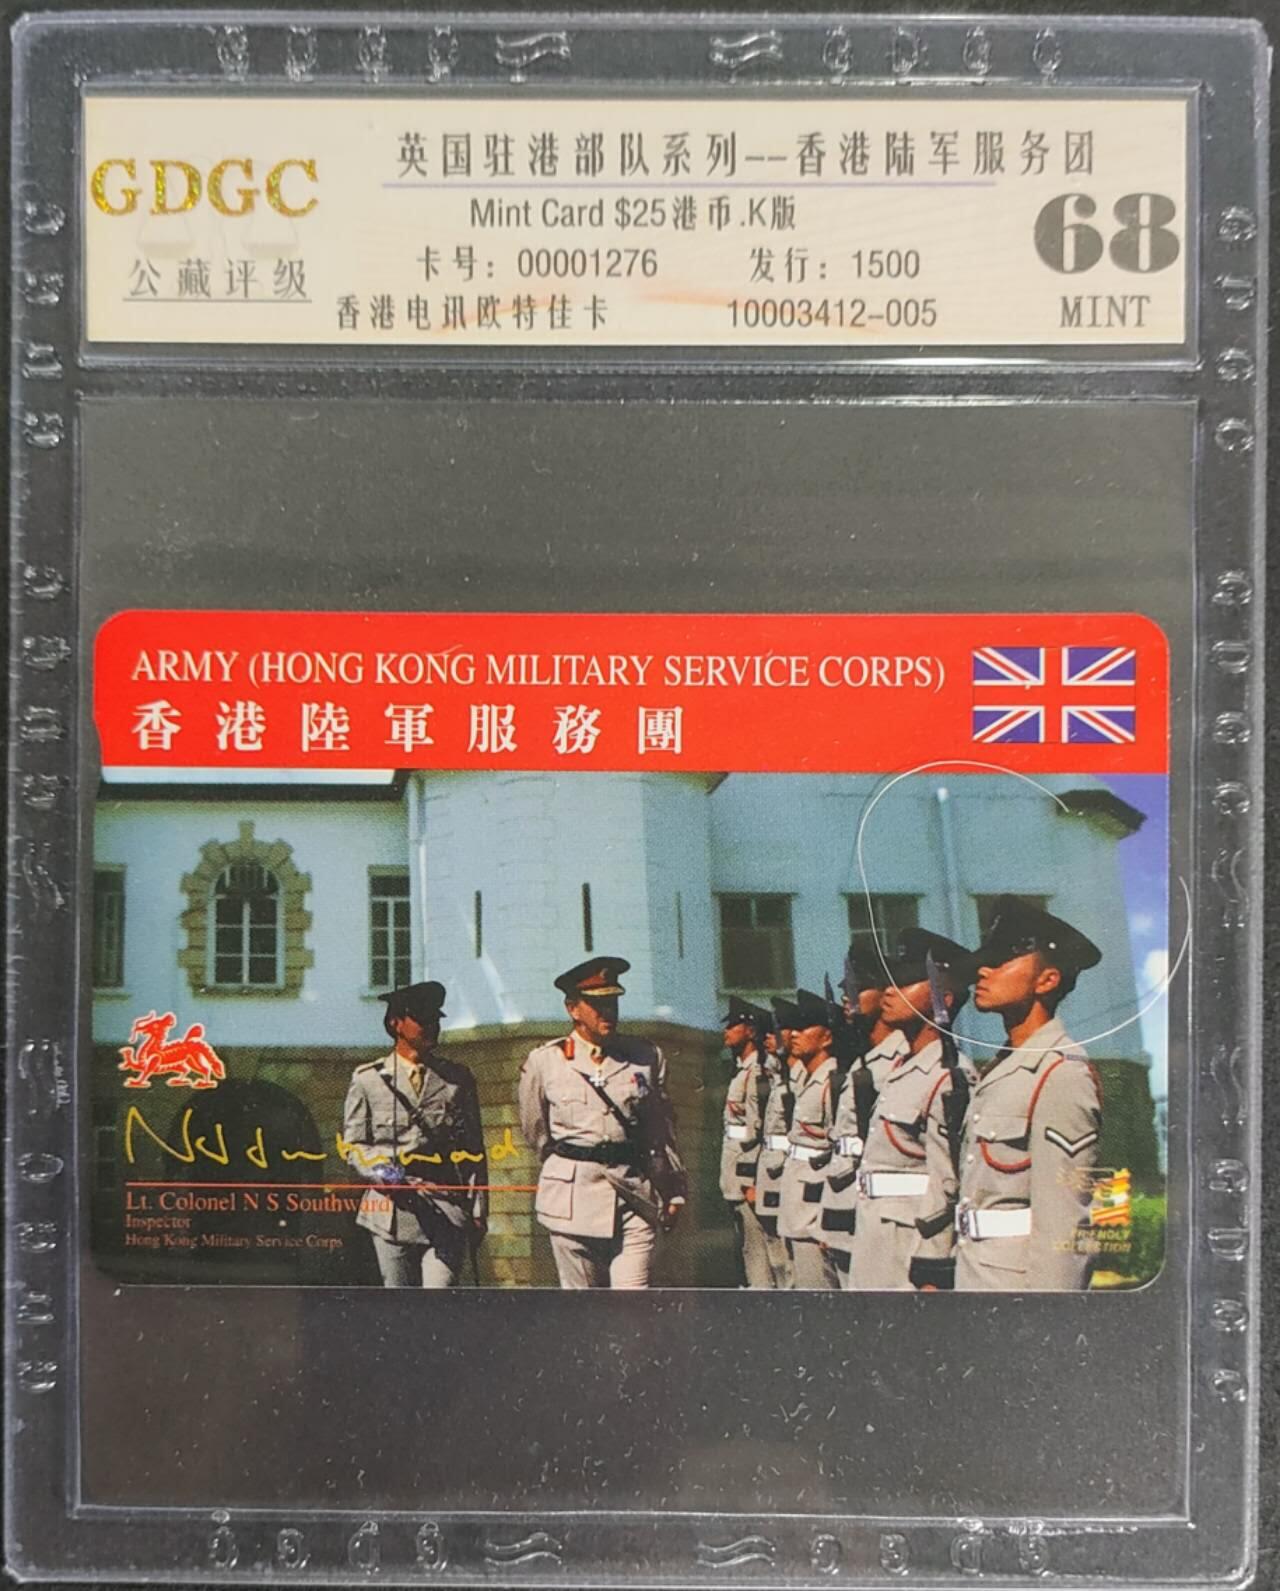 GDGC
公藏评级
英国驻港部队系列--香港陆军服务团
Mint Card $25港币.K版
卡号：00001276 发行：1500
香港电讯欧特佳卡 10003412-005
68
MINT
ARMY (HONG KONG MILITARY SERVICE CORPS)
香港陸軍服務團
Lt. Colonel N S Southward
Inspector
Hong Kong Military Service Corps
FRIENDLY
COLLECTION